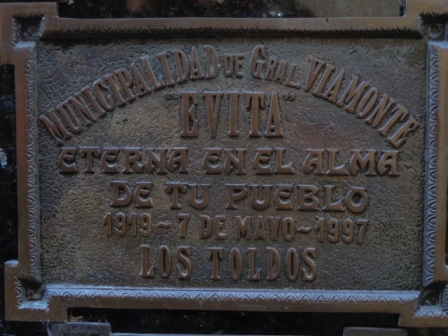 MUNICIPALIDAD DE GRAL. VIAMONTE
"EVITA"
ETERNA EN EL ALMA
DE TU PUEBLO
1919-7 DE MAYO-1997
LOS TOLDOS